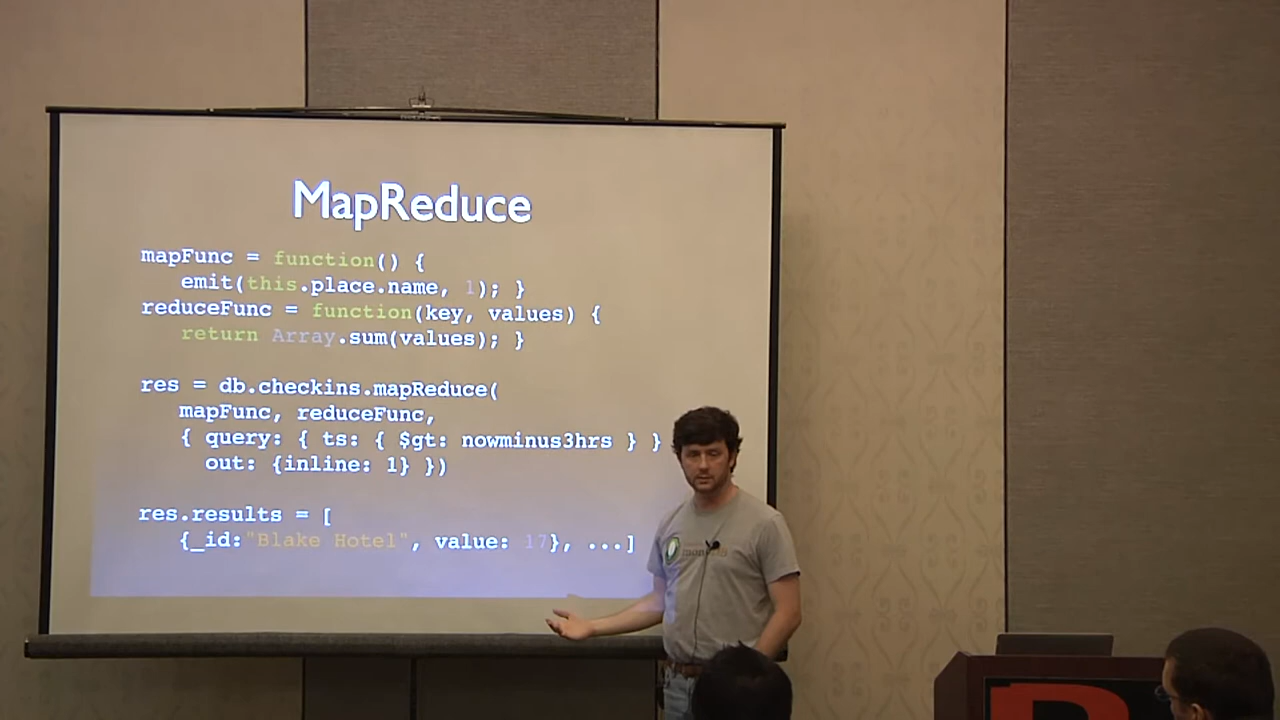 MapReduce
mapFunc = function() {
emit(this.place.name, 1); }
reduceFunc = function(key, values) {
return Array.sum(values); }
res = db.checkins.mapReduce(
mapFunc, reduceFunc,
{ query: { ts: { $gt: nowminus3hrs } }
out: {inline: 1} })
res.results = [
{_id:"Blake Hotel", value: 17}, ...]